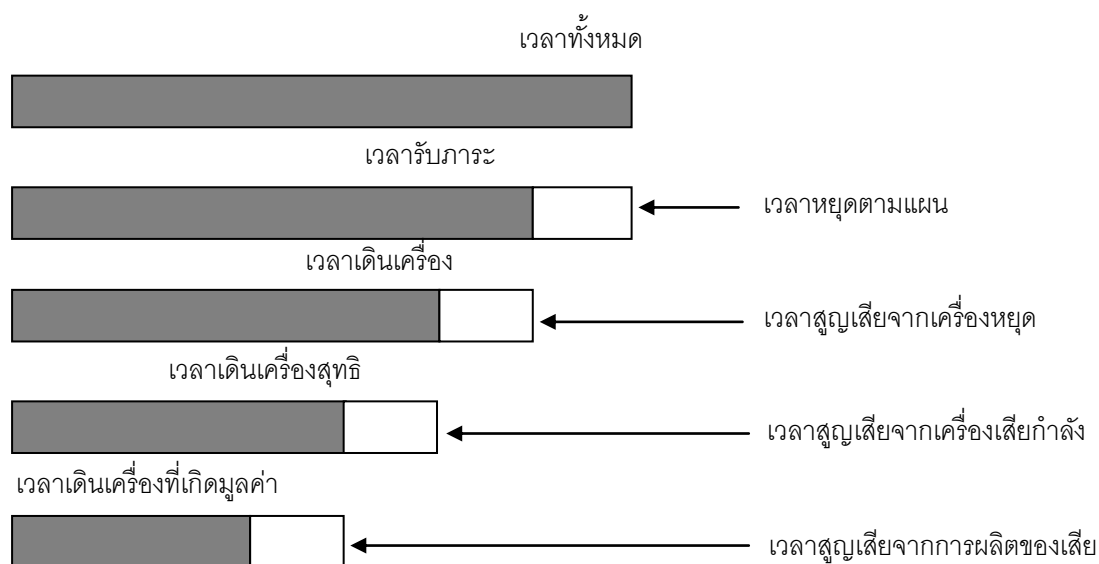 เวลาทั้งหมด
เวลารับภาระ
เวลาหยุดตามแผน
เวลาเดินเครื่อง
เวลาสูญเสียจากเครื่องหยุด
เวลาเดินเครื่องสุทธิ
เวลาสูญเสียจากเครื่องเสียกำลัง
เวลาเดินเครื่องที่เกิดมูลค่า
เวลาสูญเสียจากการผลิตของเสีย